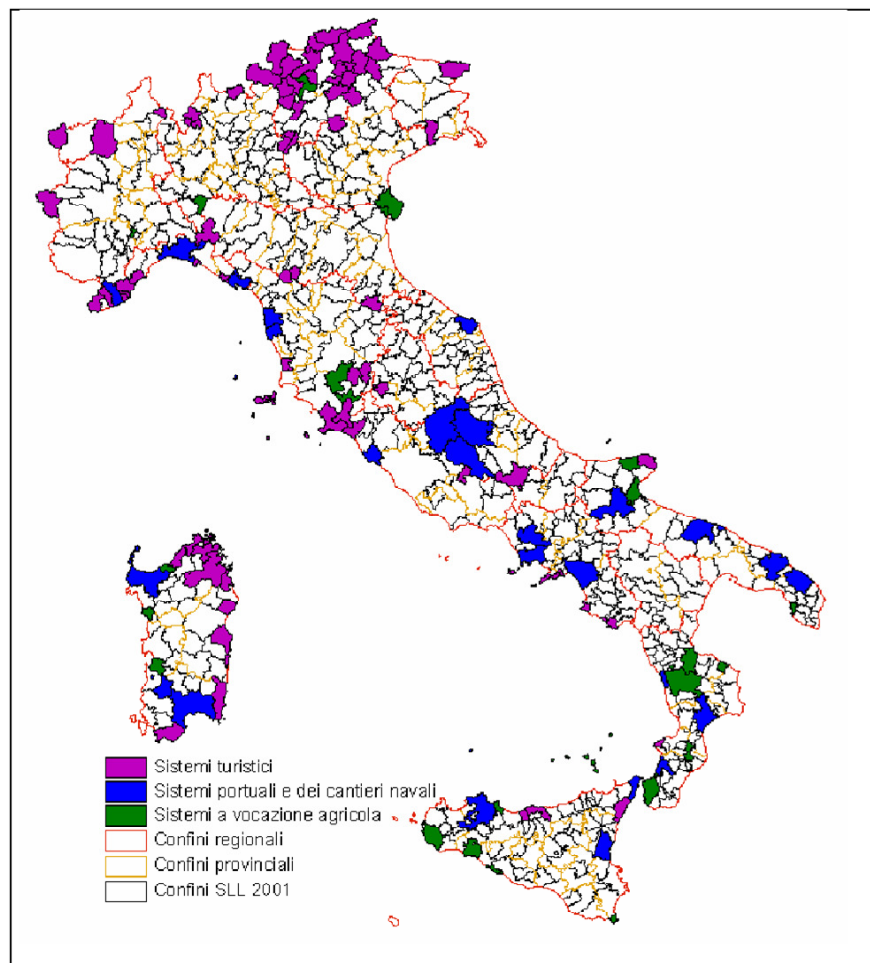 Sistemi turistici
Sistemi portuali e dei cantieri navali
Sistemi a vocazione agricola
Confini regionali
Confini provinciali
Confini SLL 2001